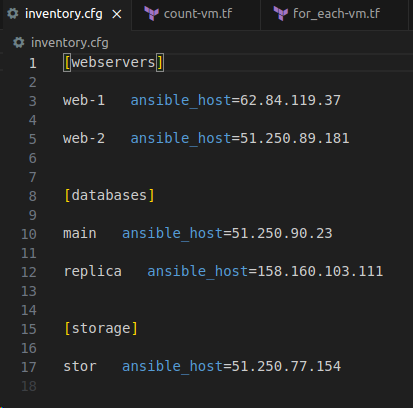 inventory.cfg × count-vm.tf for_each-vm.tf
inventory.cfg
1 [webservers]
2
3 web-1 ansible_host=62.84.119.37
4
5 web-2 ansible_host=51.250.89.181
6
7
8 [databases]
9
10 main ansible_host=51.250.90.23
11
12 replica ansible_host=158.160.103.111
13
14
15 [storage]
16
17 stor ansible_host=51.250.77.154
18